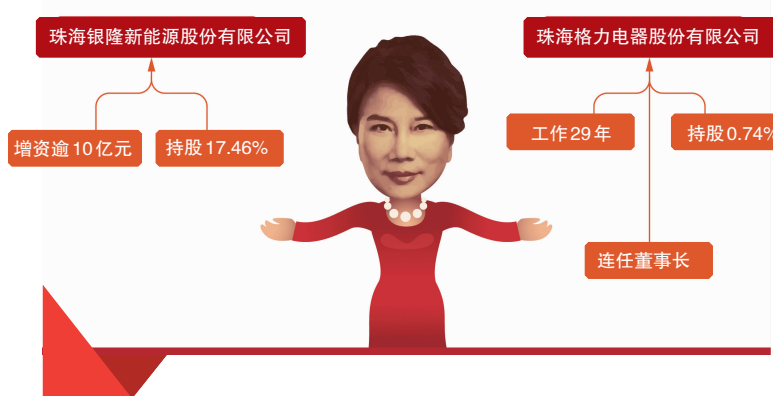 珠海银隆新能源股份有限公司
增资逾10亿元
持股17.46%
珠海格力电器股份有限公司
工作29年
持股0.74%
连任董事长